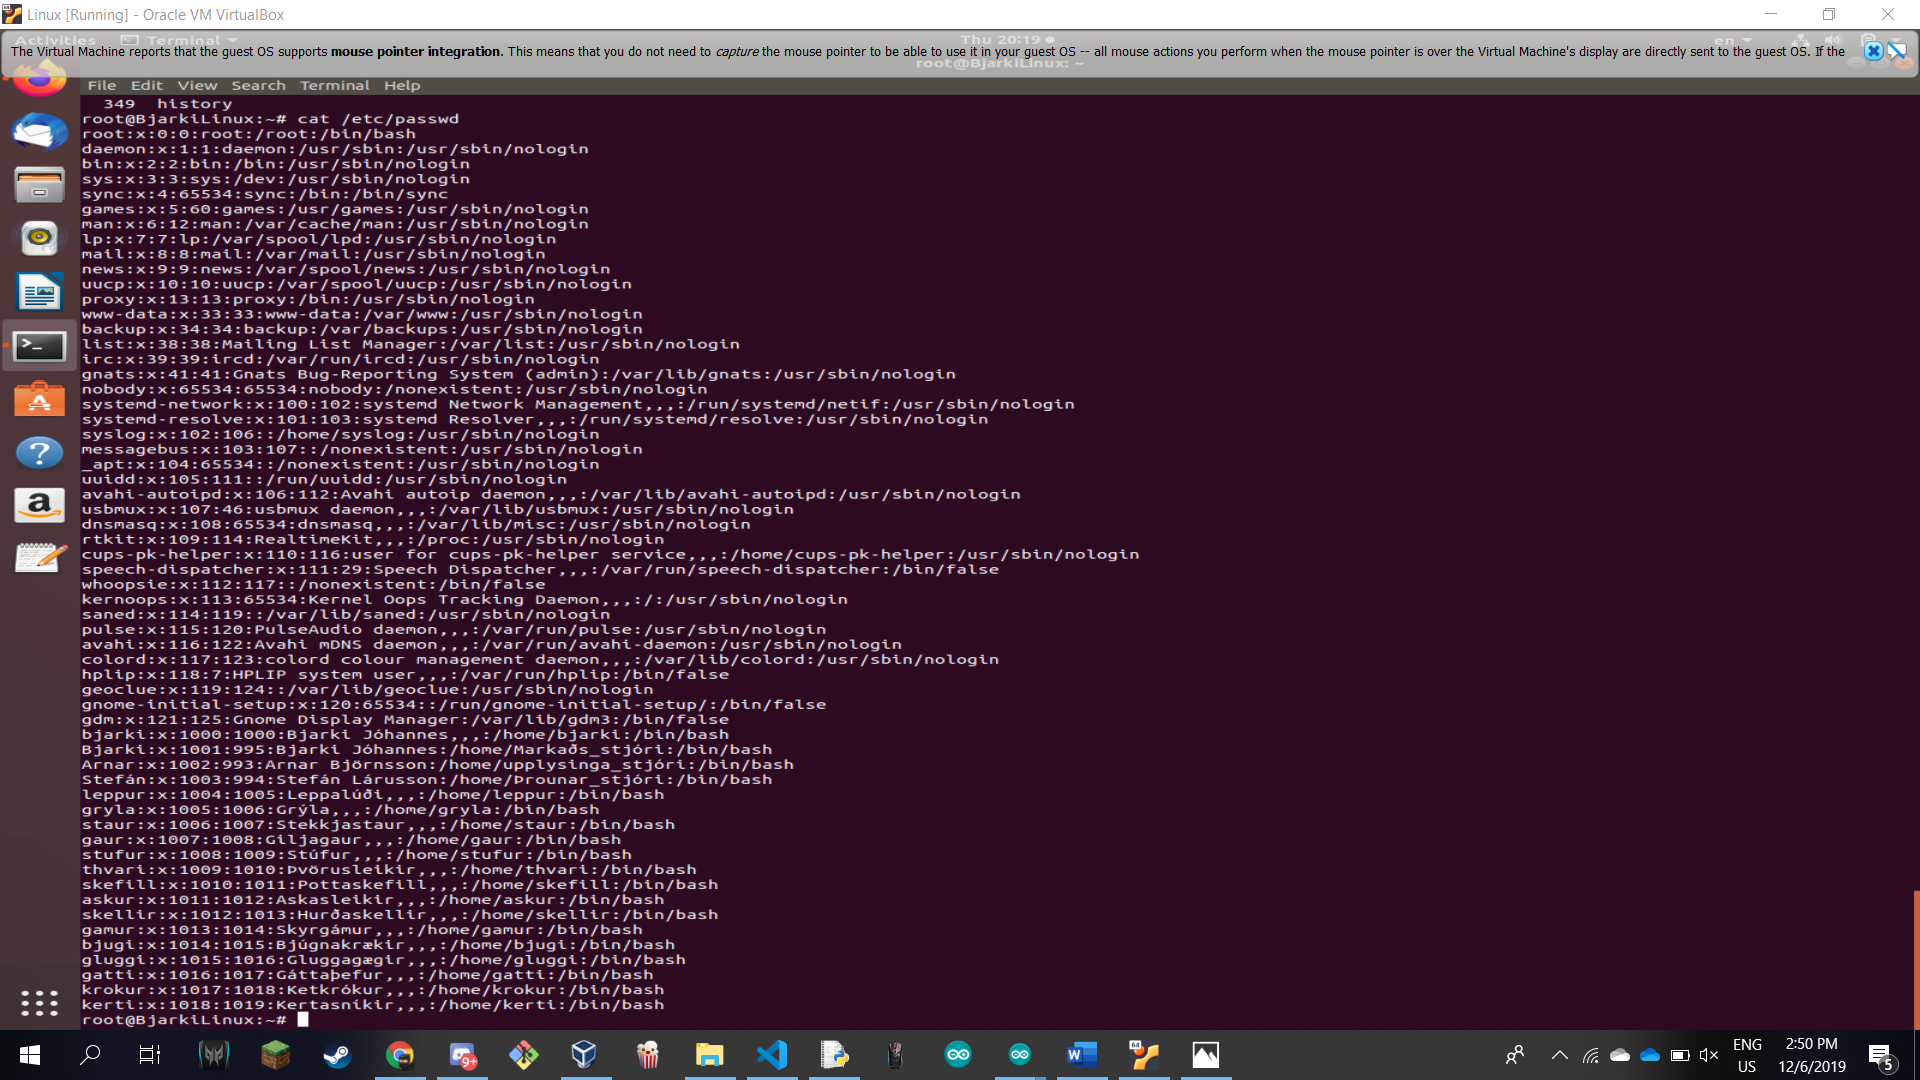 Linux [Running] - Oracle VM VirtualBox
Activities Terminal Thu 20:19 en
The Virtual Machine reports that the guest OS supports mouse pointer integration. This means that you do not need to capture the mouse pointer to be able to use it in your guest OS -- all mouse actions you perform when the mouse pointer is over the Virtual Machine's display are directly sent to the guest OS. If the
root@BjarkiLinux: ~
File Edit View Search Terminal Help
349 history
root@BjarkiLinux:~# cat /etc/passwd
root:x:0:0:root:/root:/bin/bash
daemon:x:1:1:daemon:/usr/sbin:/usr/sbin/nologin
bin:x:2:2:bin:/bin:/usr/sbin/nologin
sys:x:3:3:sys:/dev:/usr/sbin/nologin
sync:x:4:65534:sync:/bin:/bin/sync
games:x:5:60:games:/usr/games:/usr/sbin/nologin
man:x:6:12:man:/var/cache/man:/usr/sbin/nologin
lp:x:7:7:lp:/var/spool/lpd:/usr/sbin/nologin
mail:x:8:8:mail:/var/mail:/usr/sbin/nologin
news:x:9:9:news:/var/spool/news:/usr/sbin/nologin
uucp:x:10:10:uucp:/var/spool/uucp:/usr/sbin/nologin
proxy:x:13:13:proxy:/bin:/usr/sbin/nologin
www-data:x:33:33:www-data:/var/www:/usr/sbin/nologin
backup:x:34:34:backup:/var/backups:/usr/sbin/nologin
list:x:38:38:Mailing List Manager:/var/list:/usr/sbin/nologin
irc:x:39:39:ircd:/var/run/ircd:/usr/sbin/nologin
gnats:x:41:41:Gnats Bug-Reporting System (admin):/var/lib/gnats:/usr/sbin/nologin
nobody:x:65534:65534:nobody:/nonexistent:/usr/sbin/nologin
systemd-network:x:100:102:systemd Network Management,,,:/run/systemd/netif:/usr/sbin/nologin
systemd-resolve:x:101:103:systemd Resolver,,,:/run/systemd/resolve:/usr/sbin/nologin
syslog:x:102:106::/home/syslog:/usr/sbin/nologin
messagebus:x:103:107::/nonexistent:/usr/sbin/nologin
_apt:x:104:65534::/nonexistent:/usr/sbin/nologin
uuidd:x:105:111::/run/uuidd:/usr/sbin/nologin
avahi-autoipd:x:106:112:Avahi autoip daemon,,,:/var/lib/avahi-autoipd:/usr/sbin/nologin
usbmux:x:107:46:usbmux daemon,,,:/var/lib/usbmux:/usr/sbin/nologin
dnsmasq:x:108:65534:dnsmasq,,,:/var/lib/misc:/usr/sbin/nologin
rtkit:x:109:114:RealtimeKit,,,:/proc:/usr/sbin/nologin
cups-pk-helper:x:110:116:user for cups-pk-helper service,,,:/home/cups-pk-helper:/usr/sbin/nologin
speech-dispatcher:x:111:29:Speech Dispatcher,,,:/var/run/speech-dispatcher:/bin/false
whoopsie:x:112:117::/nonexistent:/bin/false
kernoops:x:113:65534:Kernel Oops Tracking Daemon,,,:/:/usr/sbin/nologin
saned:x:114:119::/var/lib/saned:/usr/sbin/nologin
pulse:x:115:120:PulseAudio daemon,,,:/var/run/pulse:/usr/sbin/nologin
avahi:x:116:122:Avahi mDNS daemon,,,:/var/run/avahi-daemon:/usr/sbin/nologin
colord:x:117:123:colord colour management daemon,,,:/var/lib/colord:/usr/sbin/nologin
hplip:x:118:7:HPLIP system user,,,:/var/run/hplip:/bin/false
geoclue:x:119:124::/var/lib/geoclue:/usr/sbin/nologin
gnome-initial-setup:x:120:65534::/run/gnome-initial-setup/:/bin/false
gdm:x:121:125:Gnome Display Manager:/var/lib/gdm3:/bin/false
bjarki:x:1000:1000:Bjarki Jóhannes,,,:/home/bjarki:/bin/bash
Bjarki:x:1001:995:Bjarki Jóhannes:/home/Markaðs_stjóri:/bin/bash
Arnar:x:1002:993:Arnar Björnsson:/home/upplysinga_stjóri:/bin/bash
Stefán:x:1003:994:Stefán Lárusson:/home/Prounar_stjóri:/bin/bash
leppur:x:1004:1005:Leppalúði,,,:/home/leppur:/bin/bash
gryla:x:1005:1006:Grýla,,,:/home/gryla:/bin/bash
staur:x:1006:1007:Stekkjastaur,,,:/home/staur:/bin/bash
gaur:x:1007:1008:Giljagaur,,,:/home/gaur:/bin/bash
stufur:x:1008:1009:Stúfur,,,:/home/stufur:/bin/bash
thvari:x:1009:1010:Þvörusleikir,,,:/home/thvari:/bin/bash
skefill:x:1010:1011:Pottaskefill,,,:/home/skefill:/bin/bash
askur:x:1011:1012:Askasleikir,,,:/home/askur:/bin/bash
skellir:x:1012:1013:Hurðaskellir,,,:/home/skellir:/bin/bash
gamur:x:1013:1014:Skyrgámur,,,:/home/gamur:/bin/bash
bjugi:x:1014:1015:Bjúgnakrækir,,,:/home/bjugi:/bin/bash
gluggi:x:1015:1016:Gluggagægir,,,:/home/gluggi:/bin/bash
gatti:x:1016:1017:Gáttaþefur,,,:/home/gatti:/bin/bash
krokur:x:1017:1018:Ketkrókur,,,:/home/krokur:/bin/bash
kerti:x:1018:1019:Kertasníkir,,,:/home/kerti:/bin/bash
root@BjarkiLinux:~#
9+
64
ENG
US
2:50 PM
12/6/2019
5